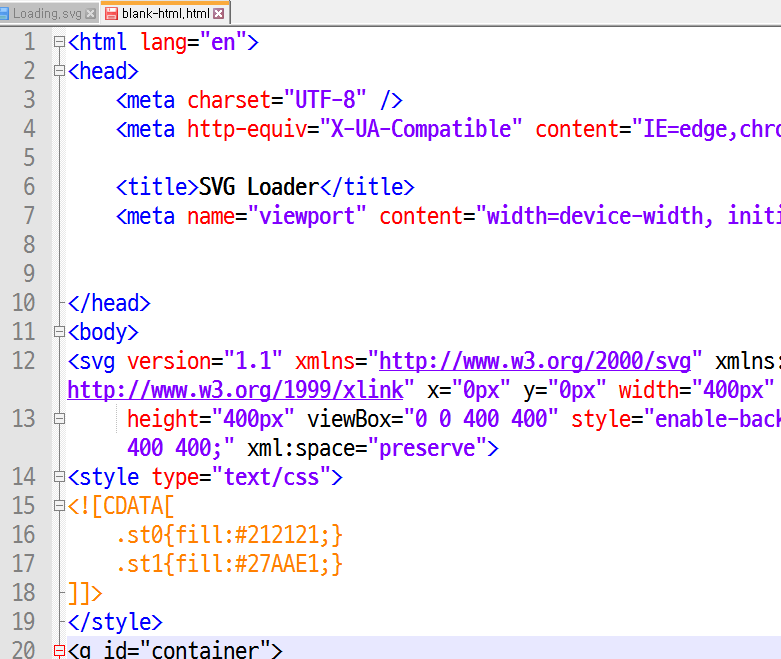 Loading.svg blank-html.html
1 <html lang="en">
2 <head>
3 <meta charset="UTF-8" />
4 <meta http-equiv="X-UA-Compatible" content="IE=edge,chro
5
6 <title>SVG Loader</title>
7 <meta name="viewport" content="width=device-width, initi
8
9
10 </head>
11 <body>
12 <svg version="1.1" xmlns="http://www.w3.org/2000/svg" xmlns:
http://www.w3.org/1999/xlink" x="0px" y="0px" width="400px"
13 height="400px" viewBox="0 0 400 400" style="enable-back
400 400;" xml:space="preserve">
14 <style type="text/css">
15 <![CDATA[
16 .st0{fill:#212121;}
17 .st1{fill:#27AAE1;}
18 ]]>
19 </style>
20 <g id="container">